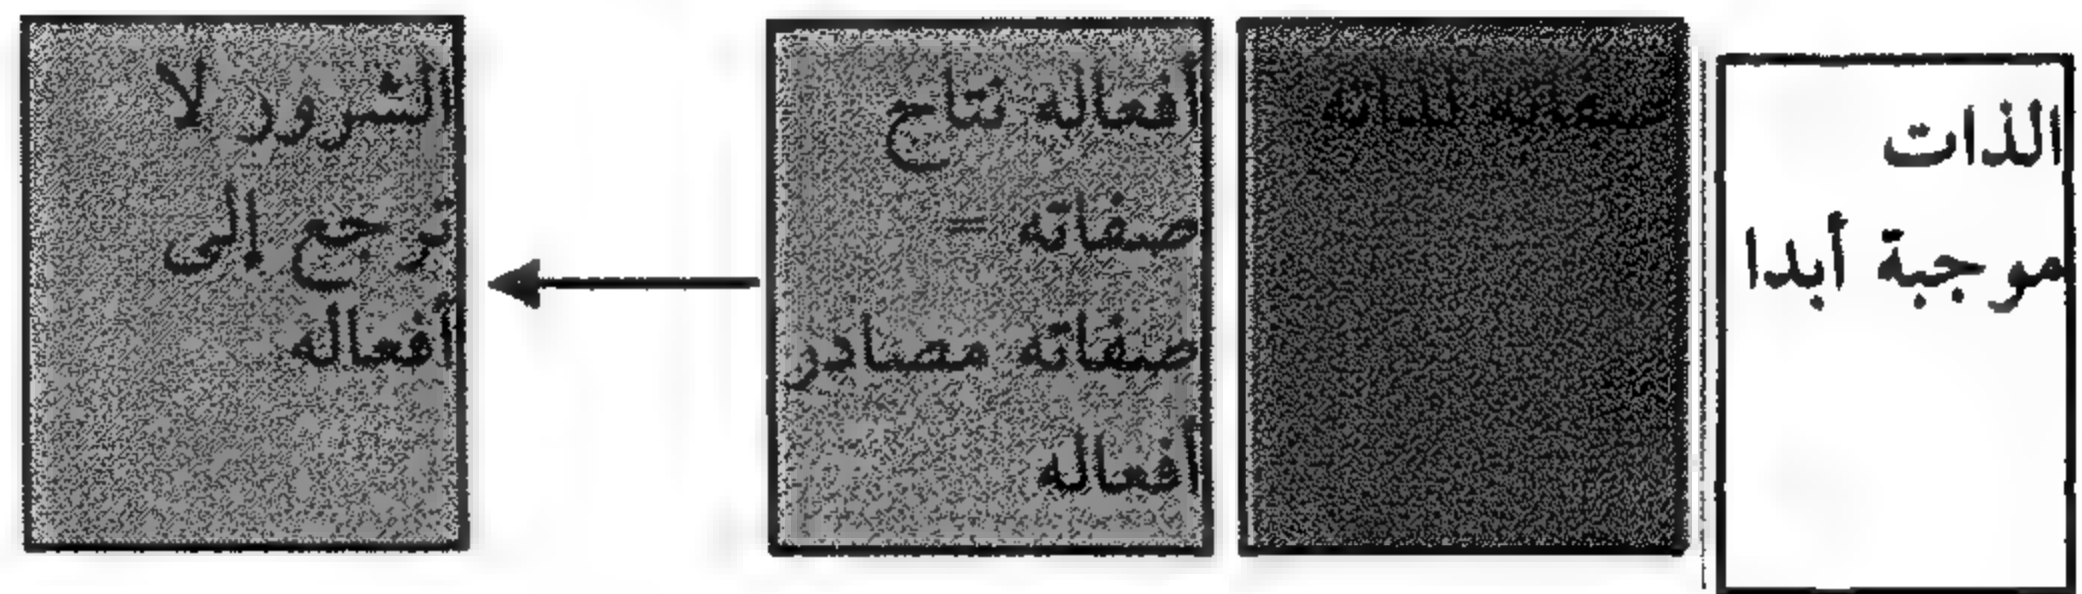 الذات
موجبة أبدا
صفاته لذاته
أفعاله نتاج
صفاته =
صفاته مصادر
أفعاله
الشرور لا
ترجع إلى
أفعاله